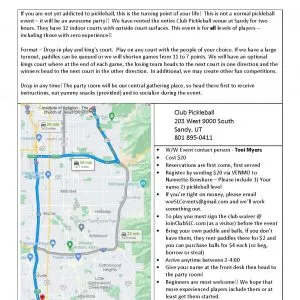 If you are not yet addicted to pickleball, this is the turning point of your life! This is not a normal pickleball
event – it will be an awesome party!! We have rented the entire Club Pickleball venue at Sandy for two
hours. They have 12 indoor courts with outside court surfaces. This event is for all levels of players –
including those with zero experience!!
Format – Drop-in play and king's court. Play on any court with the people of your choice. If we have a large
turnout, paddles can be queued or we will shorten games from 11 to 7 points. We will have an optional
kings court where at the end of each game, the losing team heads to the next court in one direction and the
winners head to the next court in the other direction. In additional, we may create other fun competitions.
Drop in any time! The party room will be our central gathering place, so head there first to receive
instructions, eat yummy snacks (provided) and to socialize during the event.
Institute of Religion - The
Church of Jesus Christ
Millcreek
Holladay
Murray
Midvale
Sandy
Club Pickleball
203 West 9000 South
Sandy, UT
801 895-0411
W/W Event contact person - Teri Myers
Cost $20
Reservations are first come, first served
Register by sending $20 via VENMO to
Nannette-Bonshure – Please include 1) Your
name 2) pickleball level
If you're tight on money, please email
wwSLCevents@gmail.com and we'll work
something out.
To play you must sign the club waiver @
JoinClubSLC.com (as a visitor) before the event
Bring your own paddle and balls, if you don't
have them, they rent paddles there for $2 and
you can purchase balls for $4 each (or beg,
borrow or steal)
Arrive anytime between 2-4:00
Give your name at the front desk then head to
the party room!
Beginners are most welcome!! We hope that
more experienced players include them or at
least get them started.